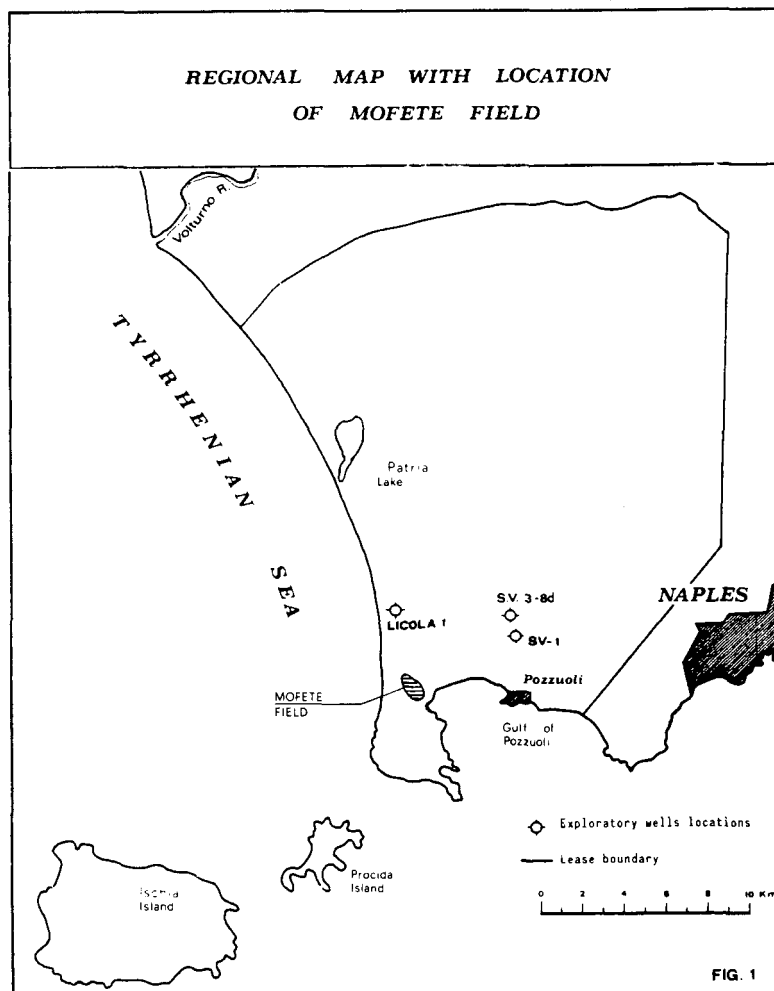 REGIONAL MAP WITH LOCATION
OF MOFETE FIELD
Volturno R.
TYRRHENIAN
SEA
Patria
Lake
S.V. 3-8d
NAPLES
LICOLA 1
SV-1
MOFETE
FIELD
Pozzuoli
Gulf of
Pozzuoli
Exploratory wells locations
Lease boundary
Procida
Island
Ischia
Island
0 2 4 6 8 10 Km
FIG. 1